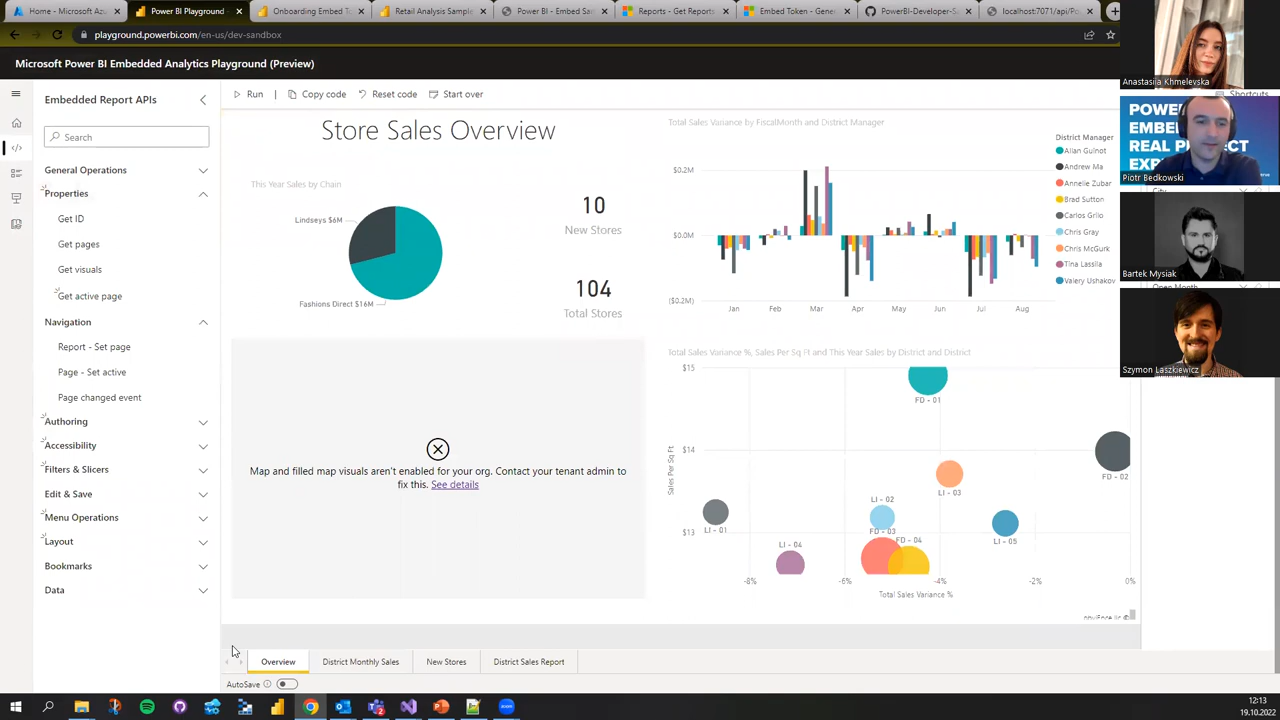 Home - Microsoft Az
Power BI Playground -
Onboarding Embed T
Retail Analysis Sampl
Power BI - Embed Sa
Reports - Get Report
Embed Token - Gene
PowerBI-Developer-S
localhost:7071/api/Po
playground.powerbi.com/en-us/dev-sandbox
Microsoft Power BI Embedded Analytics Playground (Preview)
Embedded Report APIs
Search
General Operations
Properties
Get ID
Get pages
Get visuals
Get active page
Navigation
Report - Set page
Page - Set active
Page changed event
Authoring
Accessibility
Filters & Slicers
Edit & Save
Menu Operations
Layout
Bookmarks
Data
Run
Copy code
Reset code
Start over
Shortcuts
Store Sales Overview
This Year Sales by Chain
Lindseys $6M
Fashions Direct $16M
10
New Stores
104
Total Stores
Total Sales Variance by FiscalMonth and District Manager
$0.2M
$0.0M
($0.2M)
Jan
Feb
Mar
Apr
May
Jun
Jul
Aug
District Manager
Allan Guinot
Andrew Ma
Annelie Zubar
Brad Sutton
Carlos Grilo
Chris Gray
Chris McGurk
Tina Lassila
Valery Ushakov
Map and filled map visuals aren't enabled for your org. Contact your tenant admin to
fix this. See details
Total Sales Variance %, Sales Per Sq Ft and This Year Sales by District and District
Sales Per Sq Ft
$15
$14
$13
FD - 01
FD - 02
LI - 03
LI - 02
LI - 01
FD - 03
FD - 04
LI - 05
LI - 04
-8%
-6%
-4%
-2%
0%
Total Sales Variance %
Overview
District Monthly Sales
New Stores
District Sales Report
AutoSave
Anastasiia Khmelevska
POWE
EMBE
REAL PROJECT
EXP
Piotr Bedkowski
City
Bartek Mysiak
Open Month
Szymon Laszkiewicz
12:13
19.10.2022